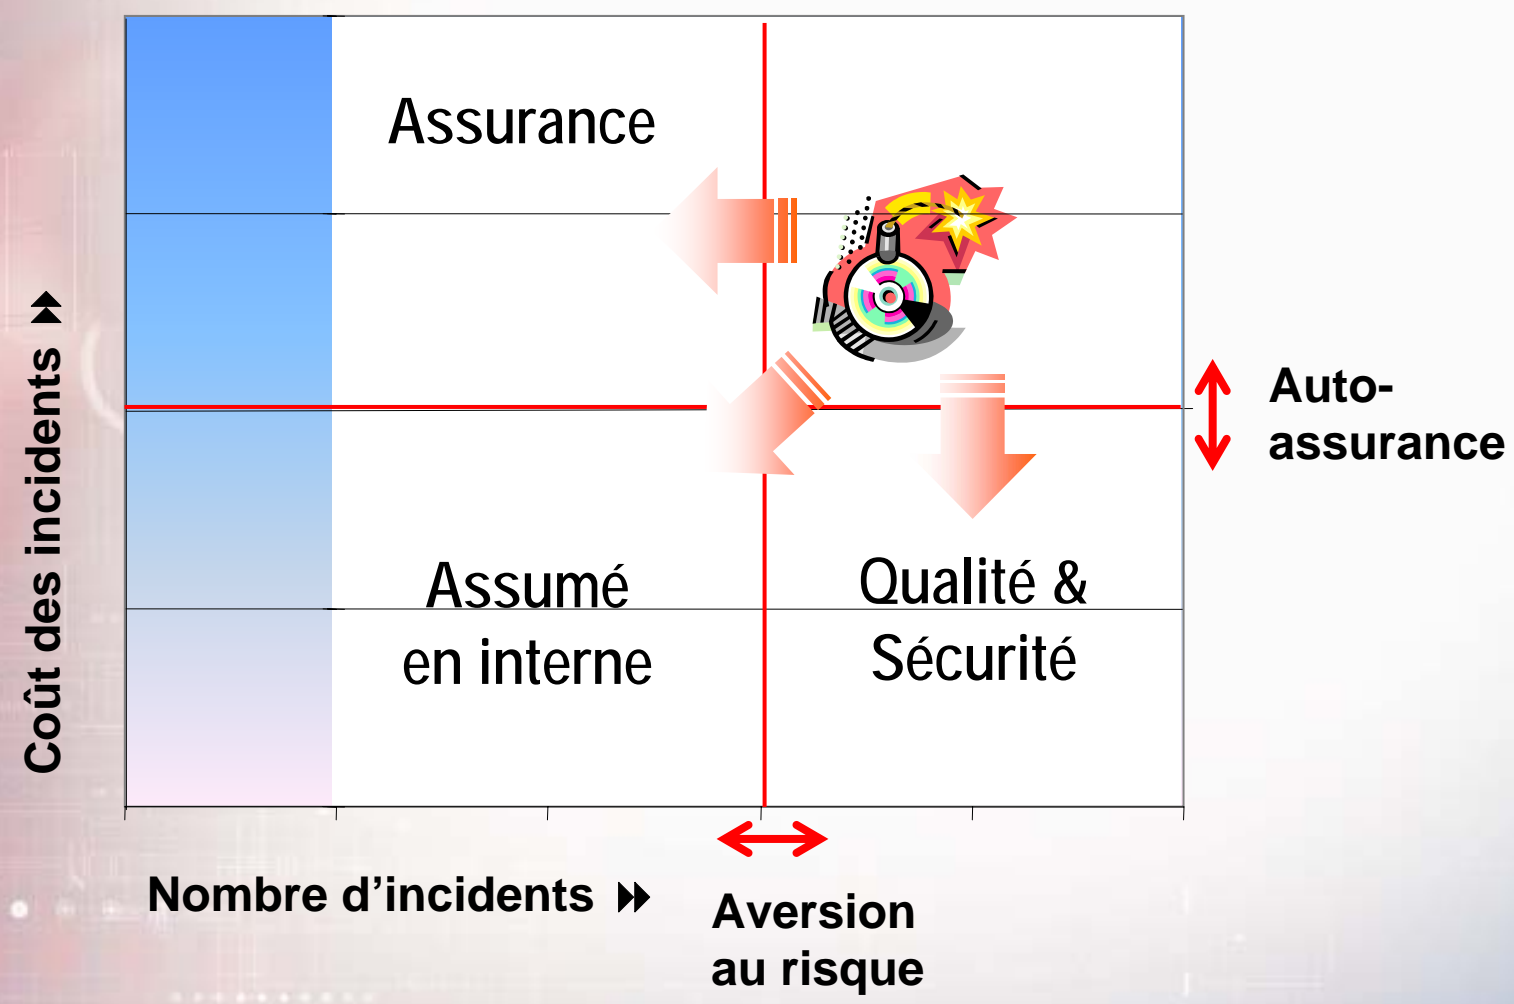 Assurance
Coût des incidents
Auto-
assurance
Assumé
en interne
Qualité &
Sécurité
Nombre d’incidents
Aversion
au risque